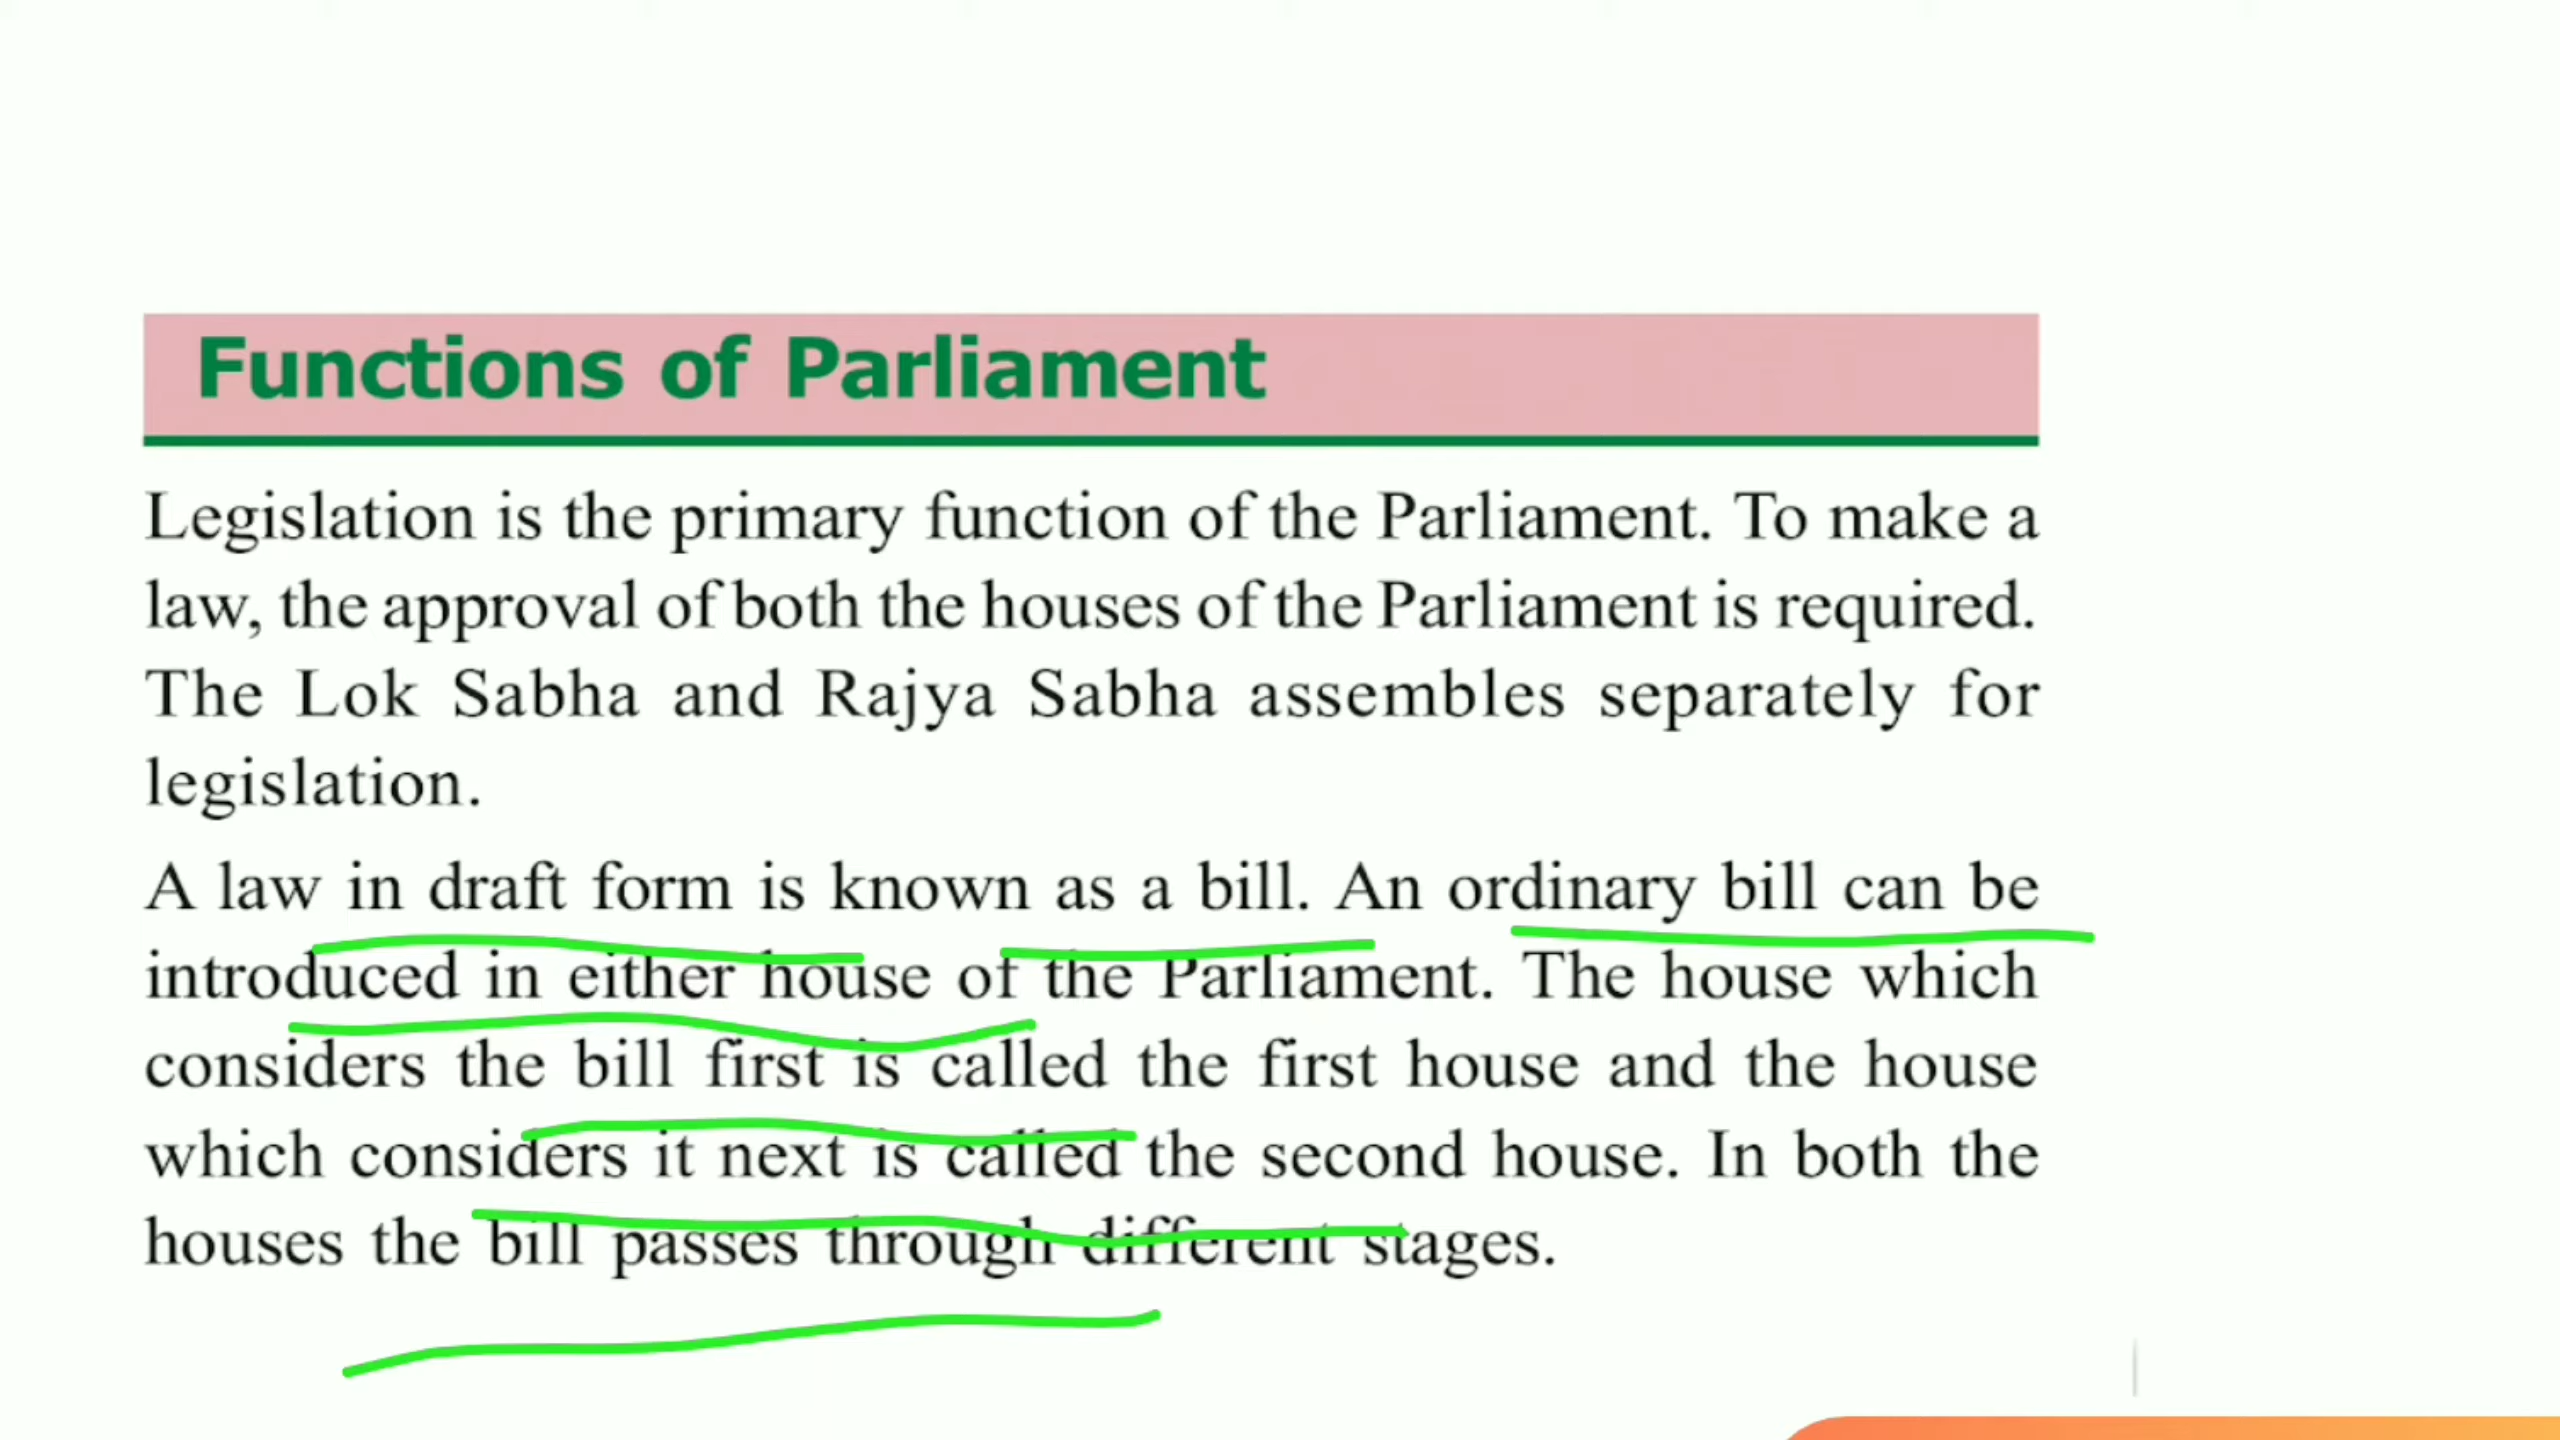 Functions of Parliament
Legislation is the primary function of the Parliament. To make a
law, the approval of both the houses of the Parliament is required.
The Lok Sabha and Rajya Sabha assembles separately for
legislation.
A law in draft form is known as a bill. An ordinary bill can be
introduced in either house of the Parliament. The house which
considers the bill first is called the first house and the house
which considers it next is called the second house. In both the
houses the bill passes through different stages.